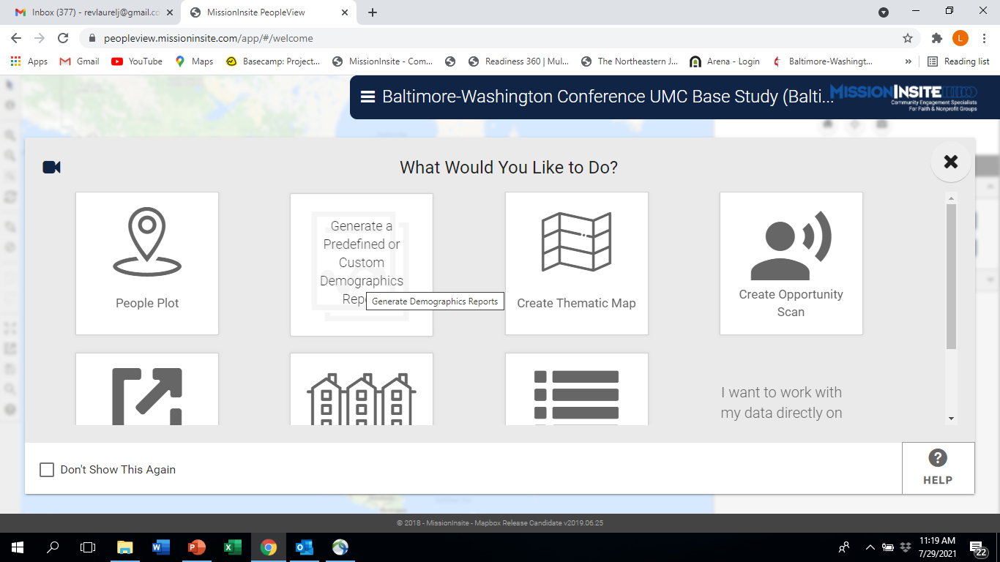 Inbox (377) - revlaurelj@gmail.co
MissionInsite PeopleView
peopleview.missioninsite.com/app/#/welcome
L
Apps
Gmail
YouTube
Maps
Basecamp: Project...
MissionInsite - Com...
Readiness 360 | Mul...
The Northeastern J...
Arena - Login
Baltimore-Washingt...
»
Reading list
Baltimore-Washington Conference UMC Base Study (Balti...
MISSIONINSITE
Community Engagement Specialists
For Faith & Nonprofit Groups
What Would You Like to Do?
People Plot
Generate a
Predefined or
Custom
Demographics
Rep
Generate Demographics Reports
Create Thematic Map
Create Opportunity
Scan
I want to work with
my data directly on
Don't Show This Again
?
HELP
© 2018 - MissionInsite - Mapbox Release Candidate v2019.06.25
11:19 AM
7/29/2021
22